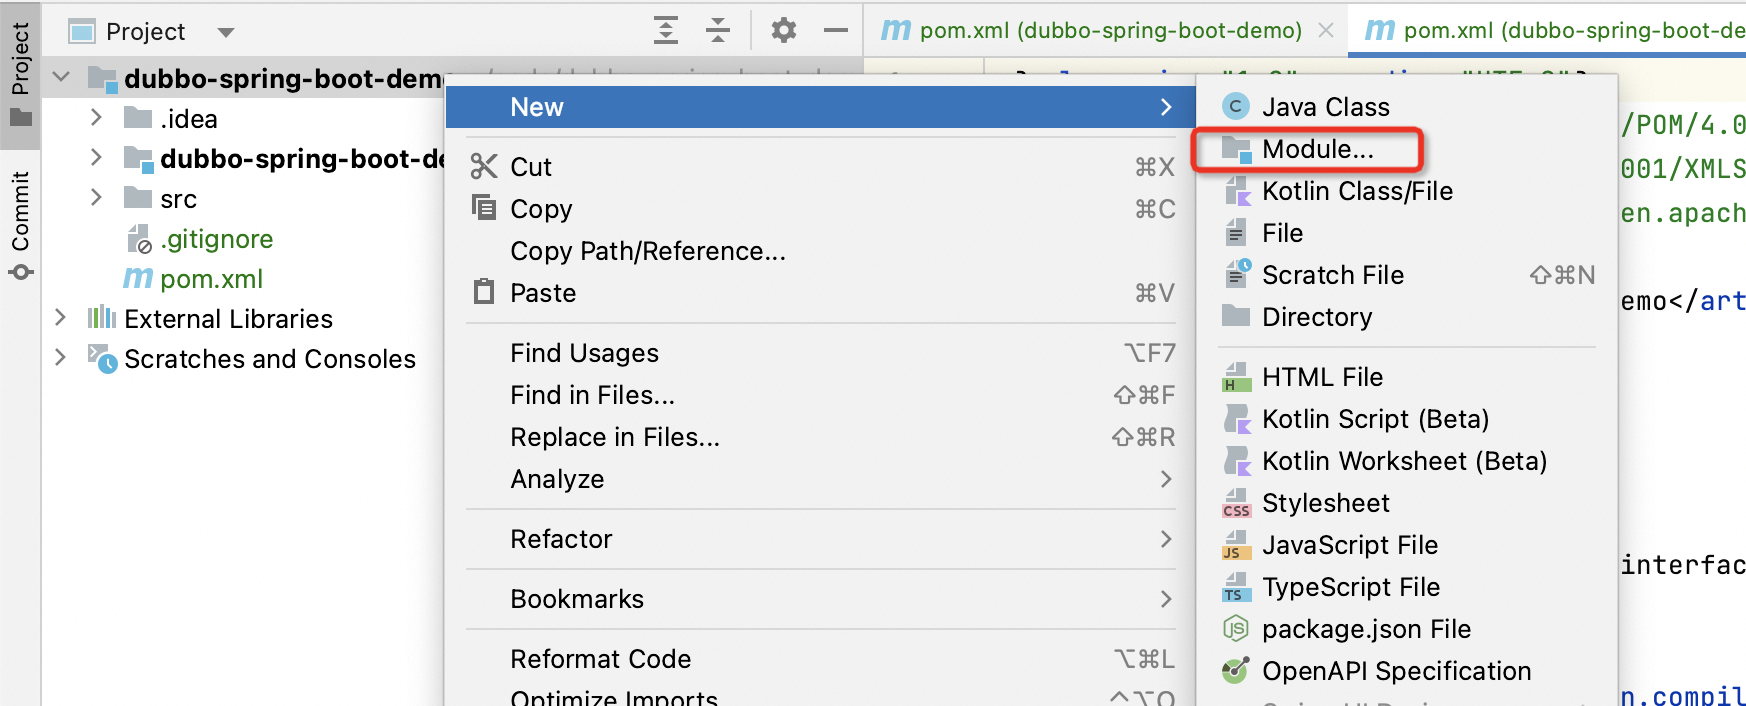 Project
Commit
Project
dubbo-spring-boot-demo
.idea
dubbo-spring-boot-de
src
.gitignore
pom.xml
External Libraries
Scratches and Consoles
pom.xml (dubbo-spring-boot-demo)
pom.xml (dubbo-spring-boot-de
New
Cut ⌘X
Copy ⌘C
Copy Path/Reference...
Paste ⌘V
Find Usages ⌥F7
Find in Files... ⇧⌘F
Replace in Files... ⇧⌘R
Analyze
Refactor
Bookmarks
Reformat Code ⌥⌘L
Optimize Imports ⌃⌥O
Java Class
Module...
Kotlin Class/File
File
Scratch File ⇧⌘N
Directory
HTML File
Kotlin Script (Beta)
Kotlin Worksheet (Beta)
Stylesheet
JavaScript File
TypeScript File
package.json File
OpenAPI Specification
/POM/4.0
001/XMLS
en.apach
emo</art
interfac
n.compil